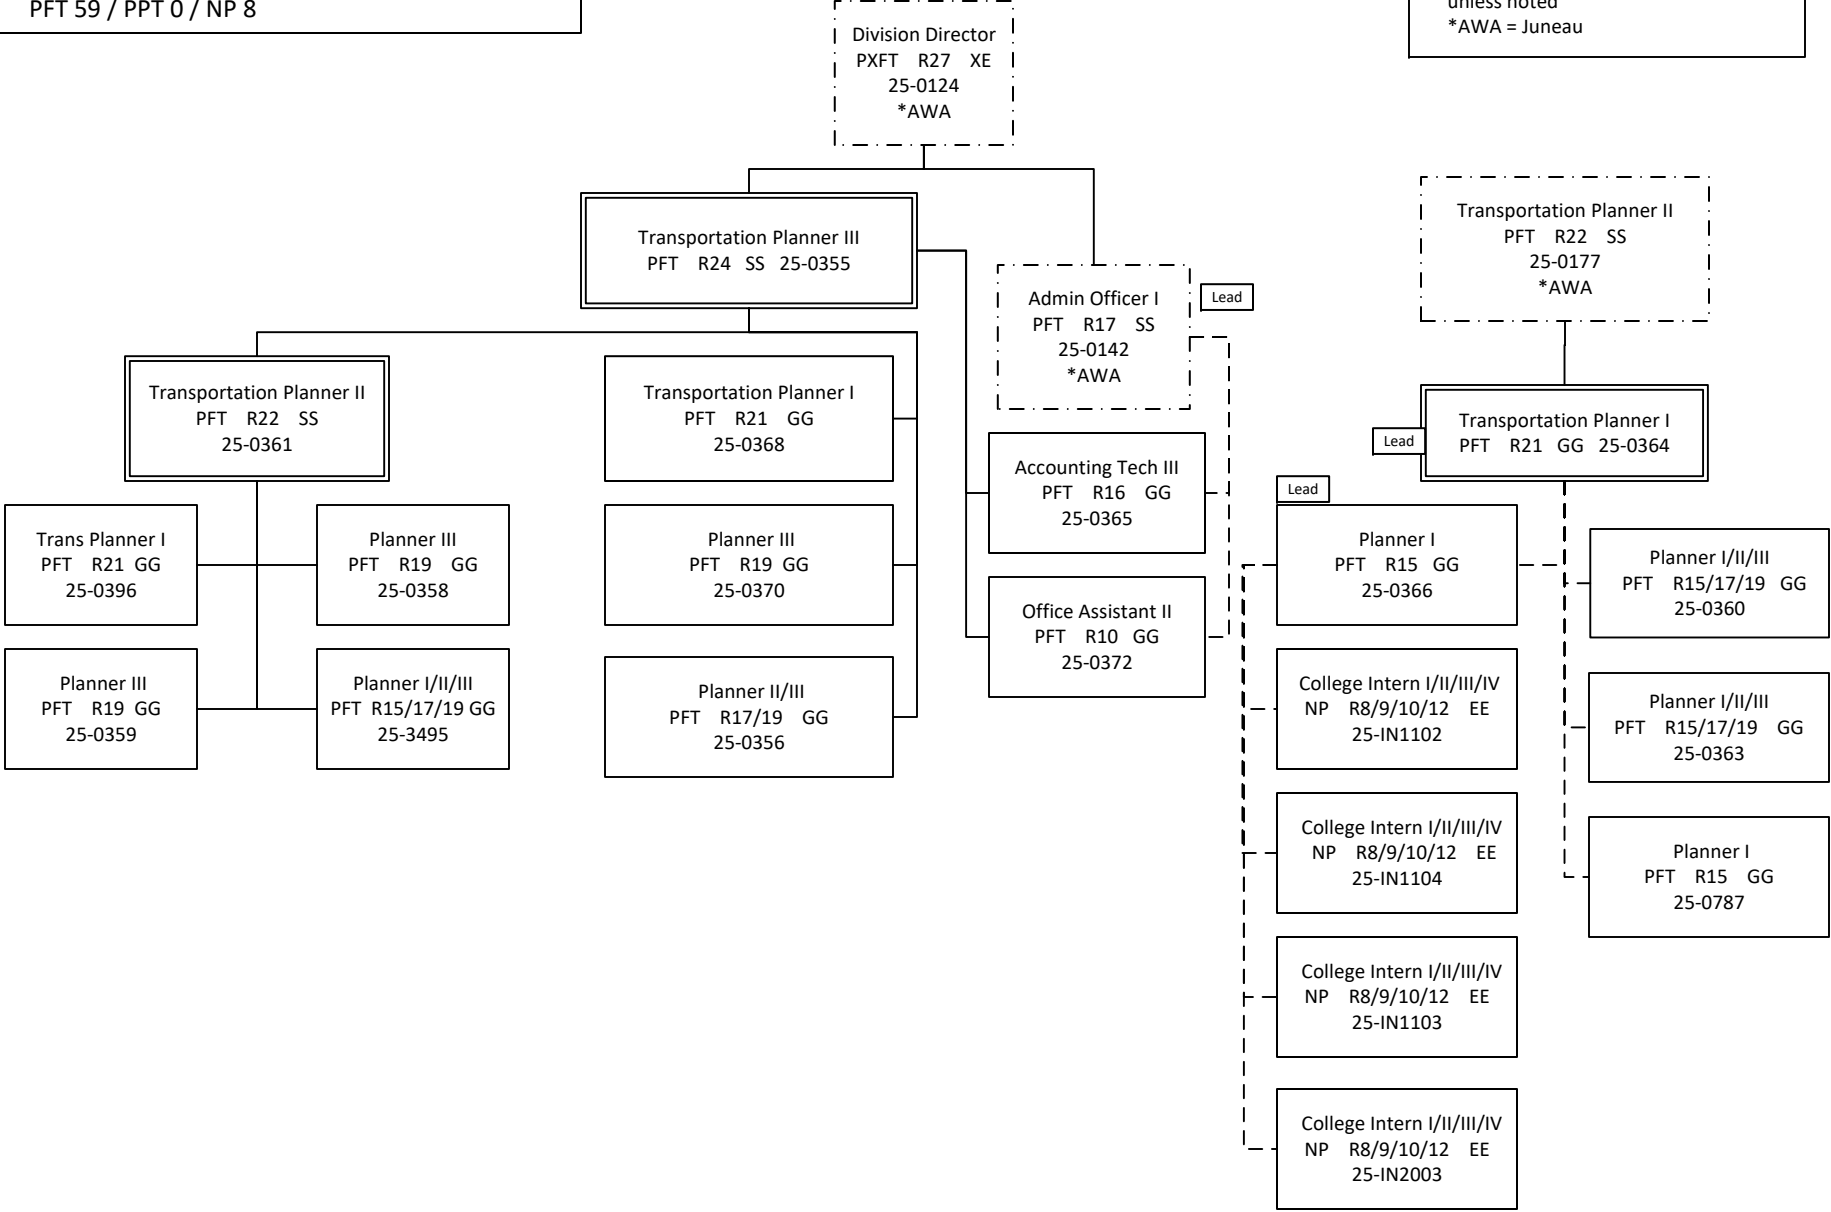 PFT 59 / PPT 0 / NP 8
unless noted
*AWA = Juneau
Division Director
PXFT R27 XE
25-0124
*AWA
Transportation Planner III
PFT R24 SS 25-0355
Admin Officer I
PFT R17 SS
25-0142
*AWA
Lead
Transportation Planner II
PFT R22 SS
25-0177
*AWA
Transportation Planner II
PFT R22 SS
25-0361
Transportation Planner I
PFT R21 GG
25-0368
Lead
Transportation Planner I
PFT R21 GG 25-0364
Accounting Tech III
PFT R16 GG
25-0365
Lead
Trans Planner I
PFT R21 GG
25-0396
Planner III
PFT R19 GG
25-0358
Planner III
PFT R19 GG
25-0370
Planner I
PFT R15 GG
25-0366
Planner I/II/III
PFT R15/17/19 GG
25-0360
Office Assistant II
PFT R10 GG
25-0372
Planner III
PFT R19 GG
25-0359
Planner I/II/III
PFT R15/17/19 GG
25-3495
Planner II/III
PFT R17/19 GG
25-0356
College Intern I/II/III/IV
NP R8/9/10/12 EE
25-IN1102
Planner I/II/III
PFT R15/17/19 GG
25-0363
College Intern I/II/III/IV
NP R8/9/10/12 EE
25-IN1104
Planner I
PFT R15 GG
25-0787
College Intern I/II/III/IV
NP R8/9/10/12 EE
25-IN1103
College Intern I/II/III/IV
NP R8/9/10/12 EE
25-IN2003